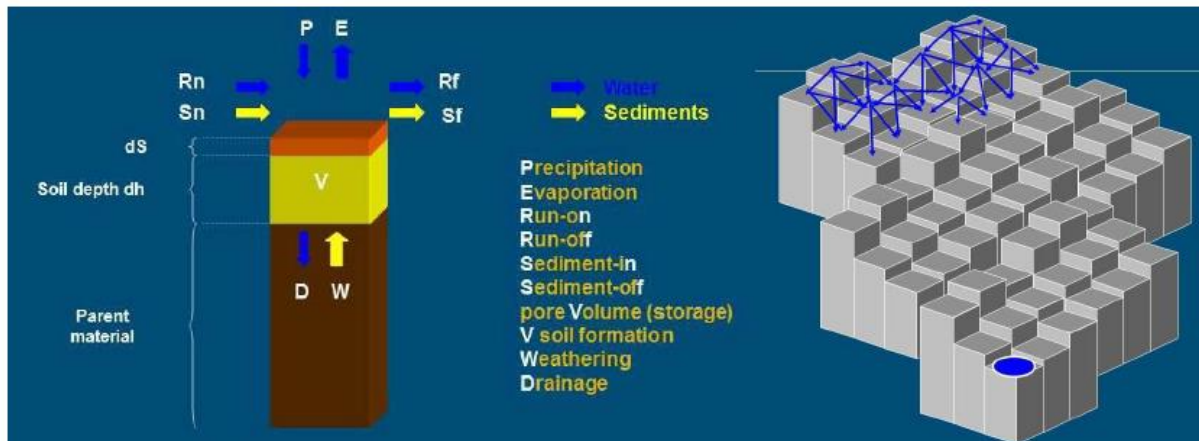 P E
Rn Rf
Sn Sf
dS
Soil depth dh
V
D W
Parent
material
Water
Sediments
Precipitation
Evaporation
Run-on
Run-off
Sediment-in
Sediment-off
pore Volume (storage)
V soil formation
Weathering
Drainage